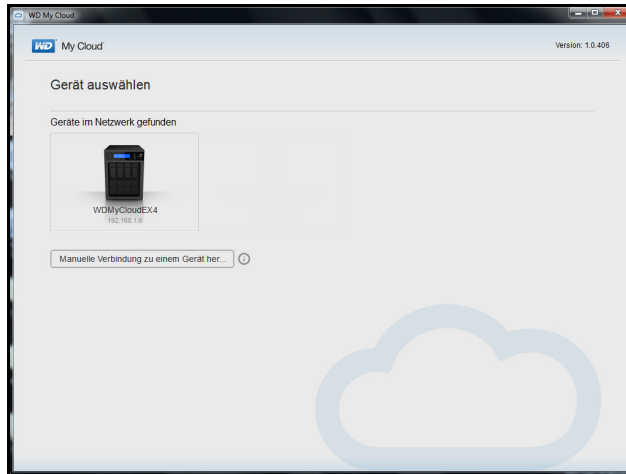 WD My Cloud
WD My Cloud
Version: 1.0.406
Gerät auswählen
Geräte im Netzwerk gefunden
WDMyCloudEX4
192.168.1.6
Manuelle Verbindung zu einem Gerät her...